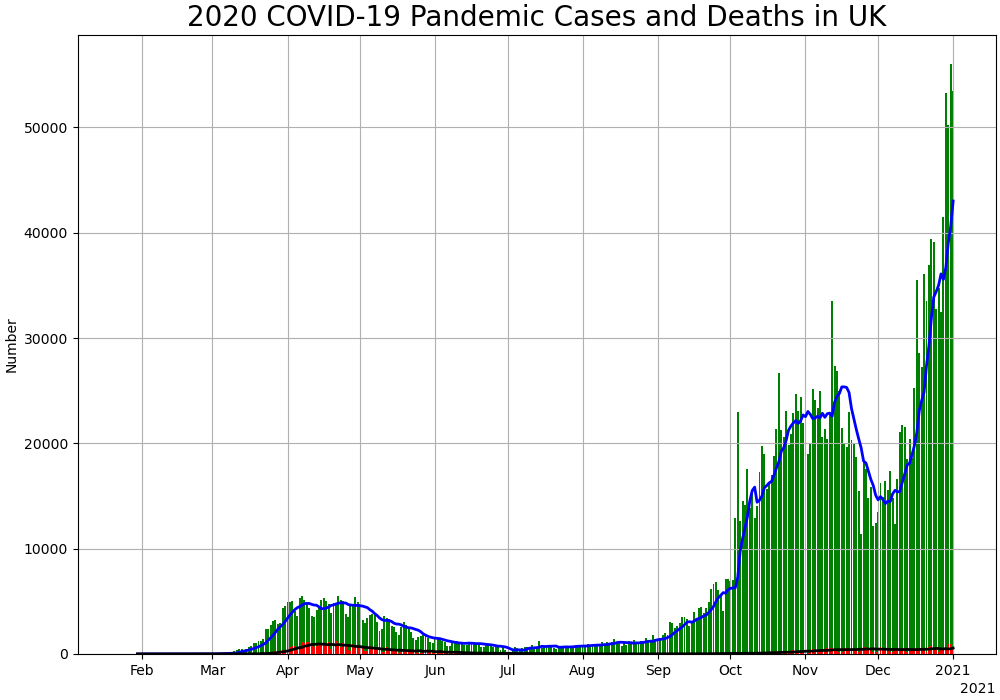 2020 COVID-19 Pandemic Cases and Deaths in UK
Number
50000
40000
30000
20000
10000
0
Feb Mar Apr May Jun Jul Aug Sep Oct Nov Dec 2021
2021